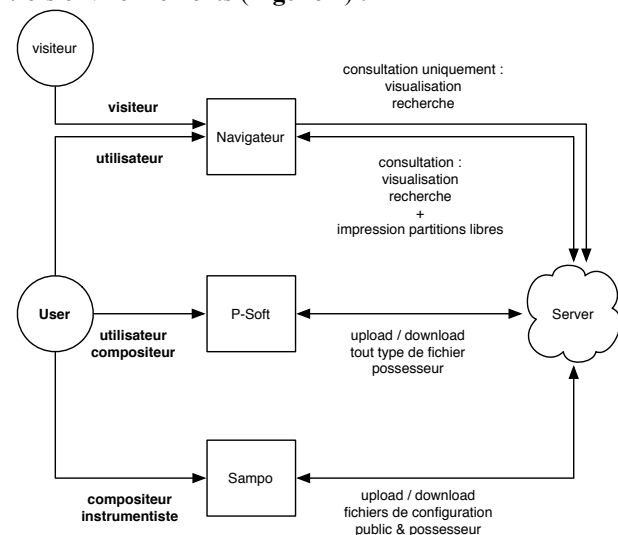 visiteur
consultation uniquement :
visualisation
recherche
visiteur
Navigateur
utilisateur
consultation :
visualisation
recherche
+
impression partitions libres
User
P-Soft
Server
utilisateur
compositeur
upload / download
tout type de fichier
possesseur
Sampo
compositeur
instrumentiste
upload / download
fichiers de configuration
public & possesseur